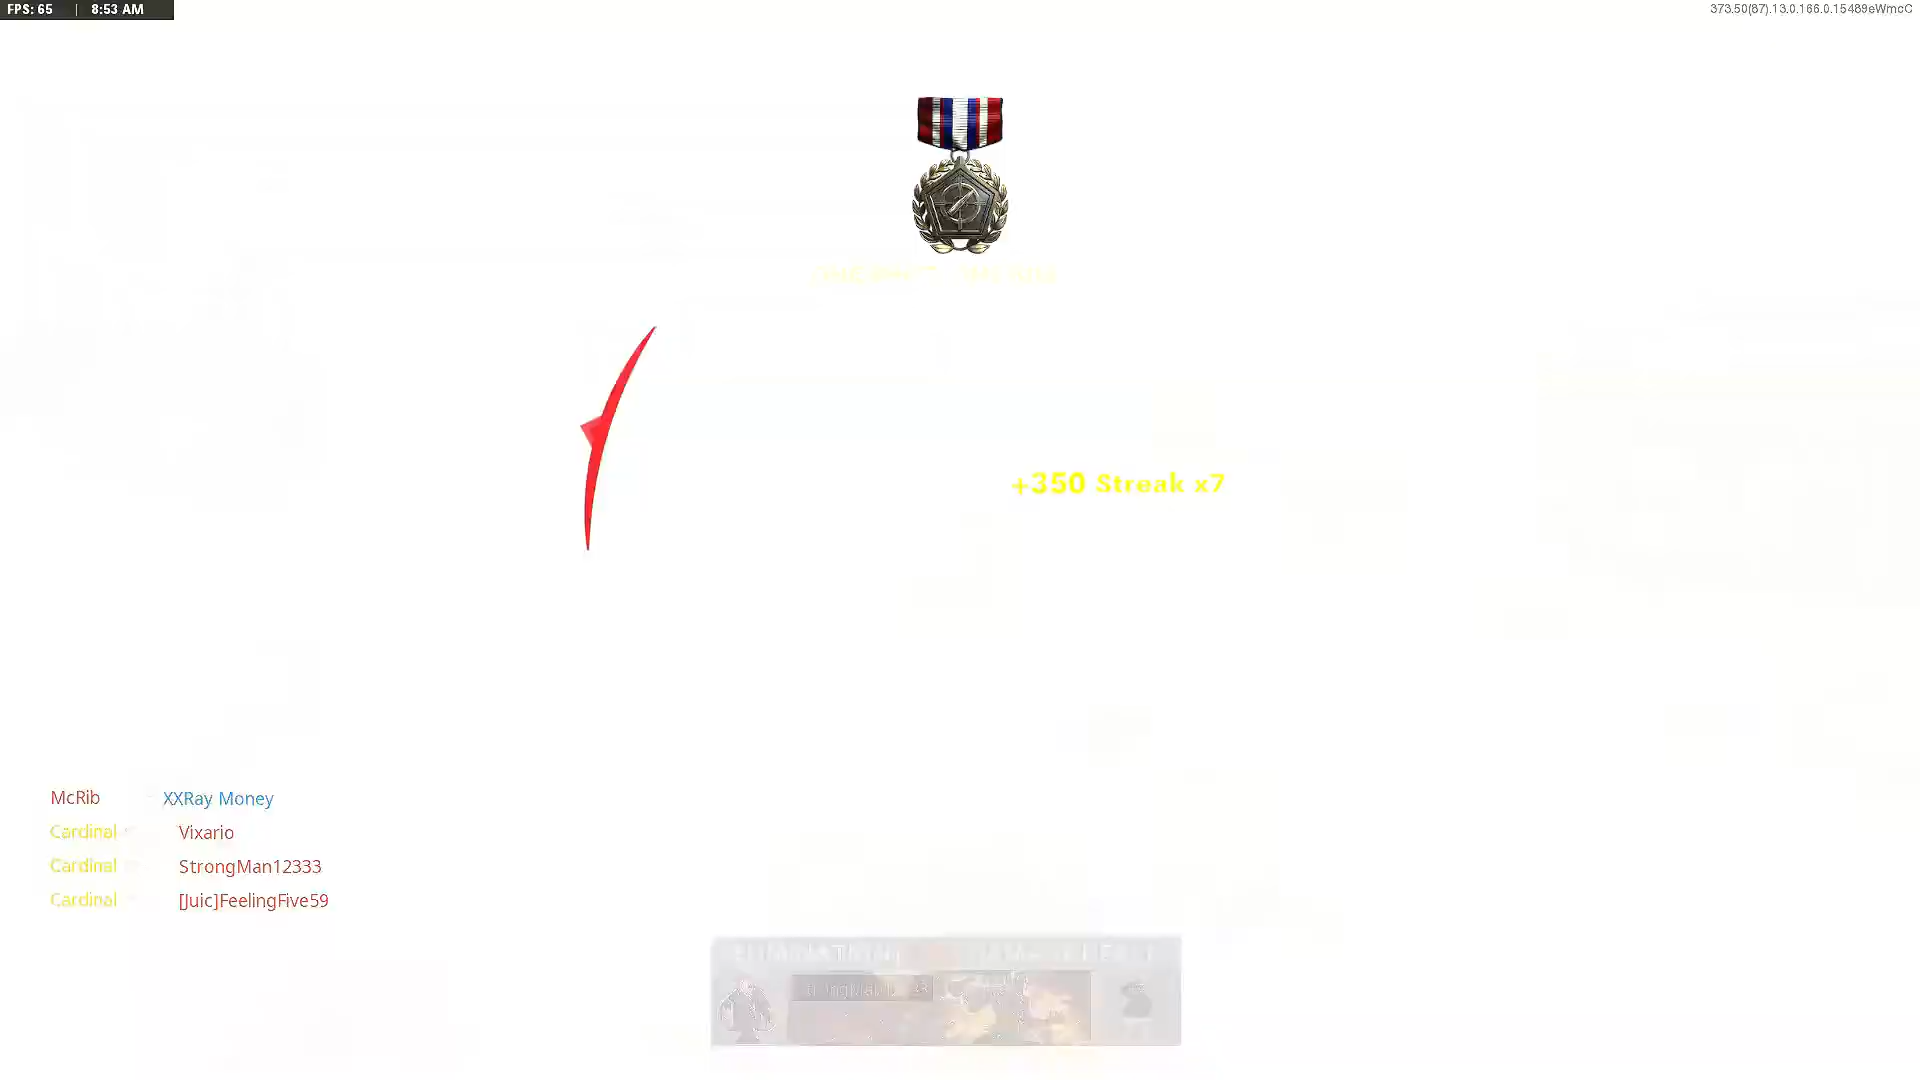 FPS: 65 | 8:53 AM
373.50(87).13.0.166.0.15489eWmcC
+350 Streak x7
McRib XXRay Money
Cardinal Vixario
Cardinal StrongMan12333
Cardinal [Juic]FeelingFive59